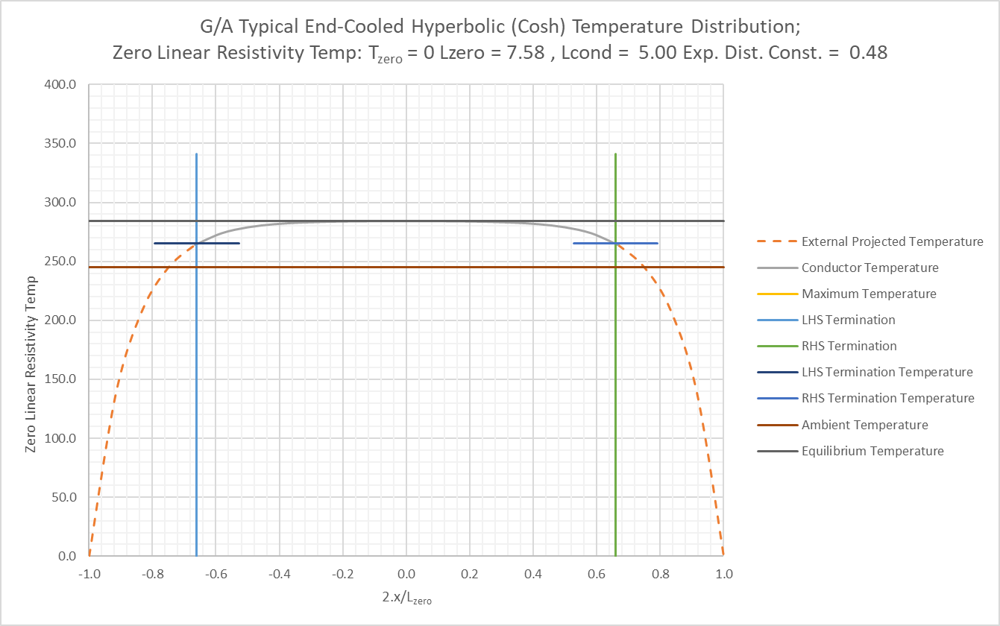 G/A Typical End-Cooled Hyperbolic (Cosh) Temperature Distribution;
Zero Linear Resistivity Temp: Tzero = 0 Lzero = 7.58 , Lcond = 5.00 Exp. Dist. Const. = 0.48
400.0
350.0
300.0
250.0
200.0
150.0
100.0
50.0
0.0
Zero Linear Resistivity Temp
-1.0 -0.8 -0.6 -0.4 -0.2 0.0 0.2 0.4 0.6 0.8 1.0
2.x/Lzero
External Projected Temperature
Conductor Temperature
Maximum Temperature
LHS Termination
RHS Termination
LHS Termination Temperature
RHS Termination Temperature
Ambient Temperature
Equilibrium Temperature